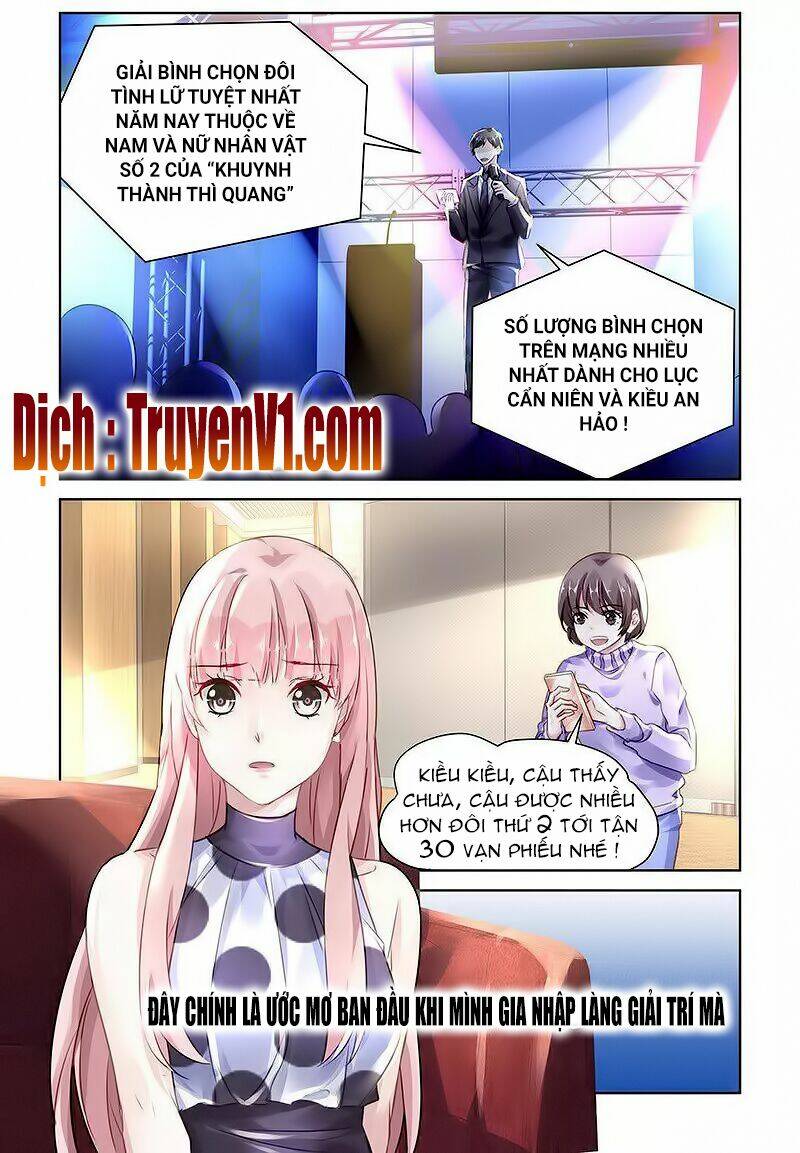 GIẢI BÌNH CHỌN ĐÔI
TÌNH LỮ TUYỆT NHẤT
NĂM NAY THUỘC VỀ
NAM VÀ NỮ NHÂN VẬT
SỐ 2 CỦA “KHUYNH
THÀNH THÌ QUANG”
SỐ LƯỢNG BÌNH CHỌN
TRÊN MẠNG NHIỀU
NHẤT DÀNH CHO LỤC
CẨN NIÊN VÀ KIỀU AN
HẢO !
Dịch : TruyenV1.com
KIỀU KIỀU, CẬU THẤY
CHƯA, CẬU ĐƯỢC NHIỀU
HƠN ĐÔI THỨ 2 TỚI TẬN
30 VẠN PHIẾU NHÉ !
ĐÂY CHÍNH LÀ ƯỚC MƠ BAN ĐẦU KHI MÌNH GIA NHẬP LÀNG GIẢI TRÍ MÀ